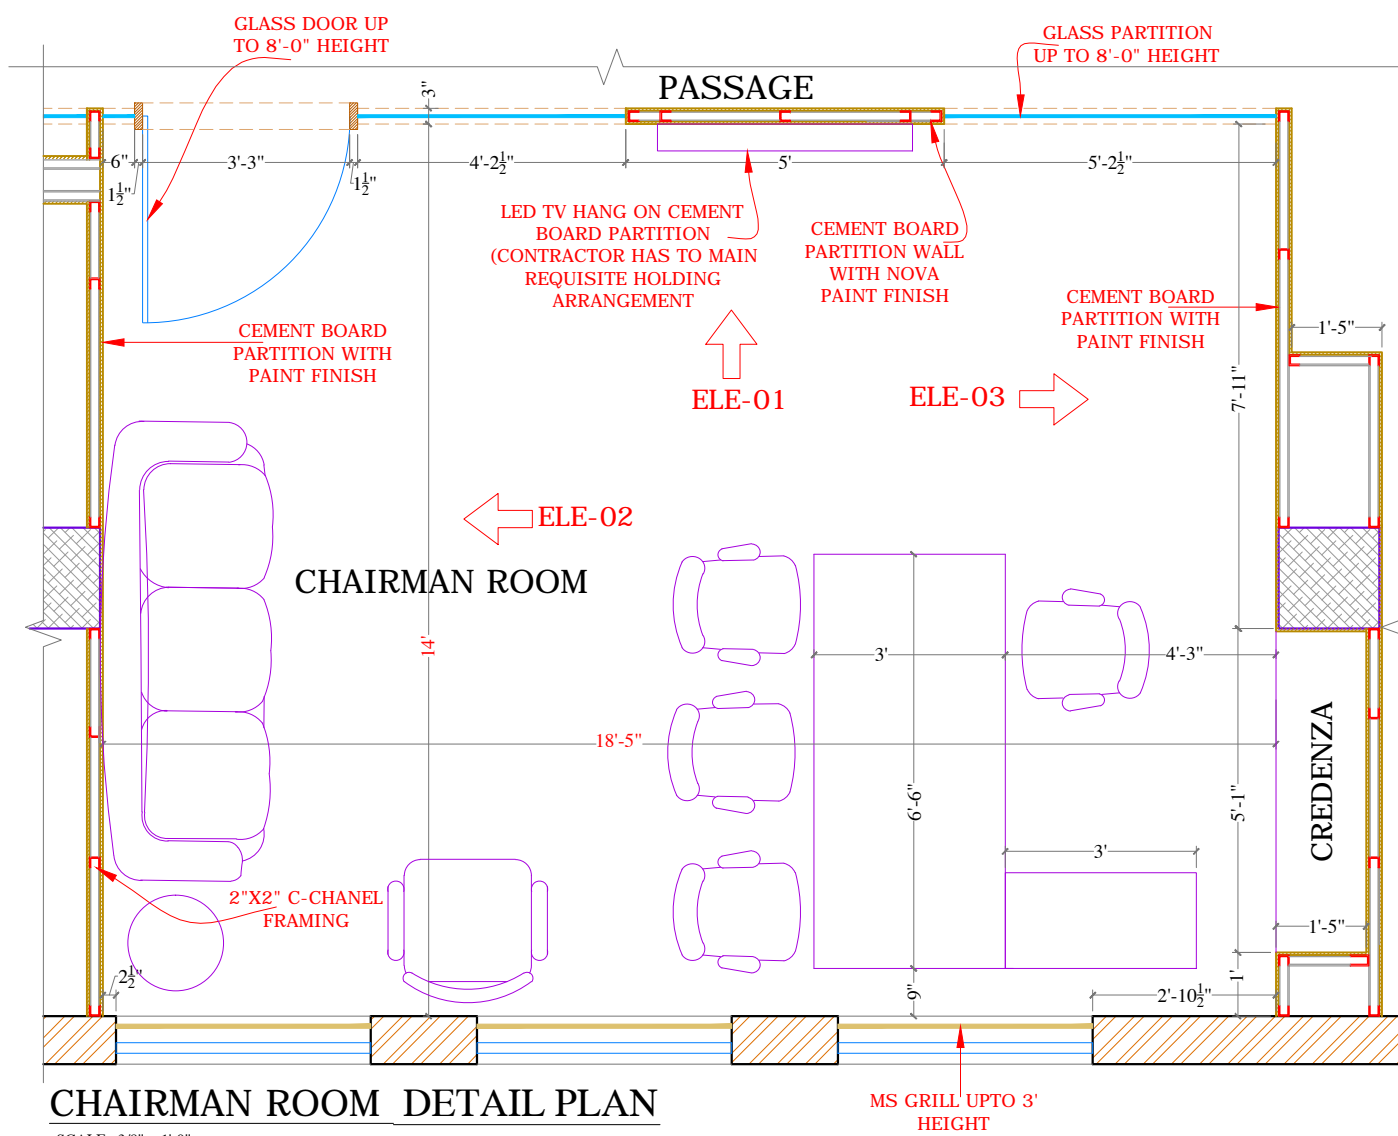 GLASS DOOR UP
TO 8'-0" HEIGHT
GLASS PARTITION
UP TO 8'-0" HEIGHT
PASSAGE
3"
6"
3'-3"
4'-2½"
5'
5'-2½"
1½"
1½"
LED TV HANG ON CEMENT
BOARD PARTITION
(CONTRACTOR HAS TO MAIN
REQUISITE HOLDING
ARRANGEMENT
CEMENT BOARD
PARTITION WALL
WITH NOVA
PAINT FINISH
CEMENT BOARD
PARTITION WITH
PAINT FINISH
CEMENT BOARD
PARTITION WITH
PAINT FINISH
1'-5"
7'-11"
ELE-01
ELE-03
ELE-02
CHAIRMAN ROOM
14'
3'
4'-3"
18'-5"
6'-6"
5'-1"
CREDENZA
3'
2"X2" C-CHANEL
FRAMING
1'-5"
2½"
9"
2'-10½"
1'
MS GRILL UPTO 3'
HEIGHT
CHAIRMAN ROOM DETAIL PLAN